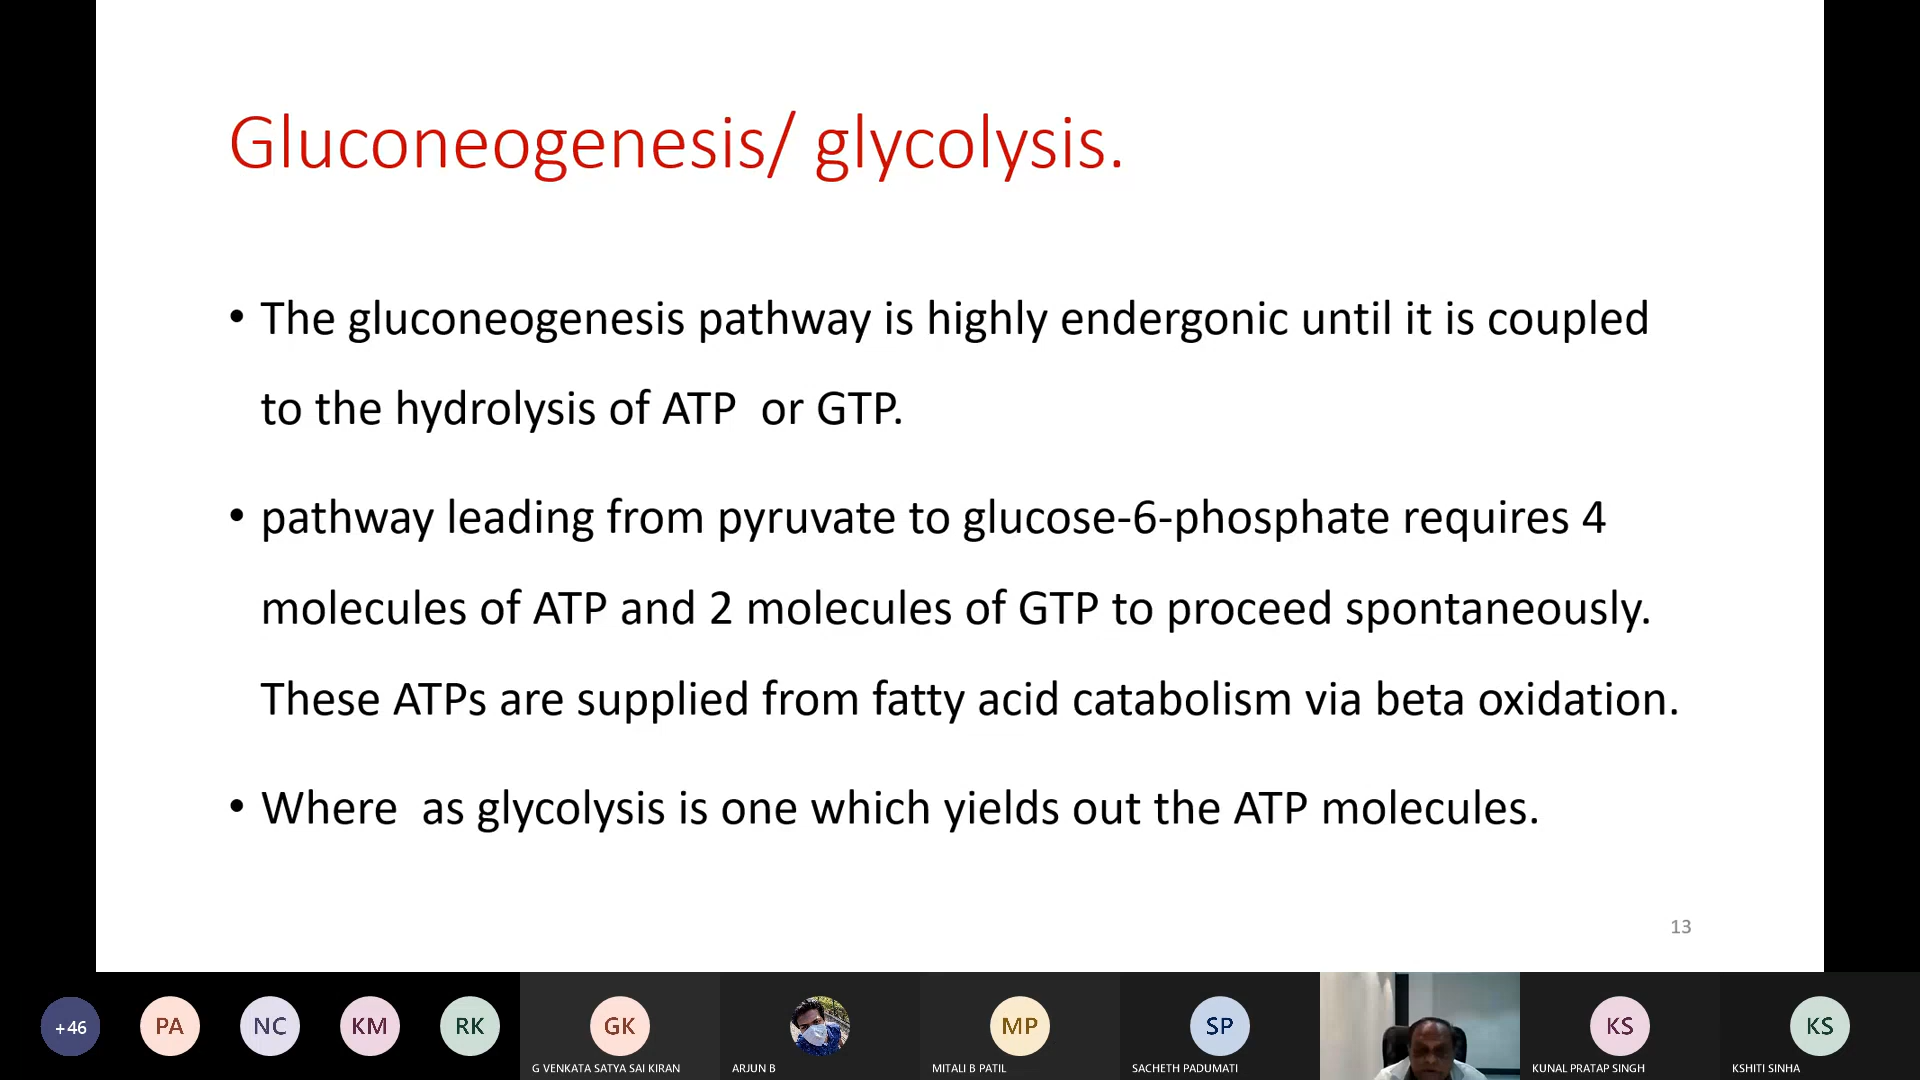 Gluconeogenesis/ glycolysis.
• The gluconeogenesis pathway is highly endergonic until it is coupled
to the hydrolysis of ATP  or GTP.
• pathway leading from pyruvate to glucose-6-phosphate requires 4
molecules of ATP and 2 molecules of GTP to proceed spontaneously.
These ATPs are supplied from fatty acid catabolism via beta oxidation.
• Where  as glycolysis is one which yields out the ATP molecules.
13
+46 PA NC KM RK GK MP SP KS KS
G VENKATA SATYA SAI KIRAN ARJUN B MITALI B PATIL SACHETH PADUMATI KUNAL PRATAP SINGH KSHITI SINHA